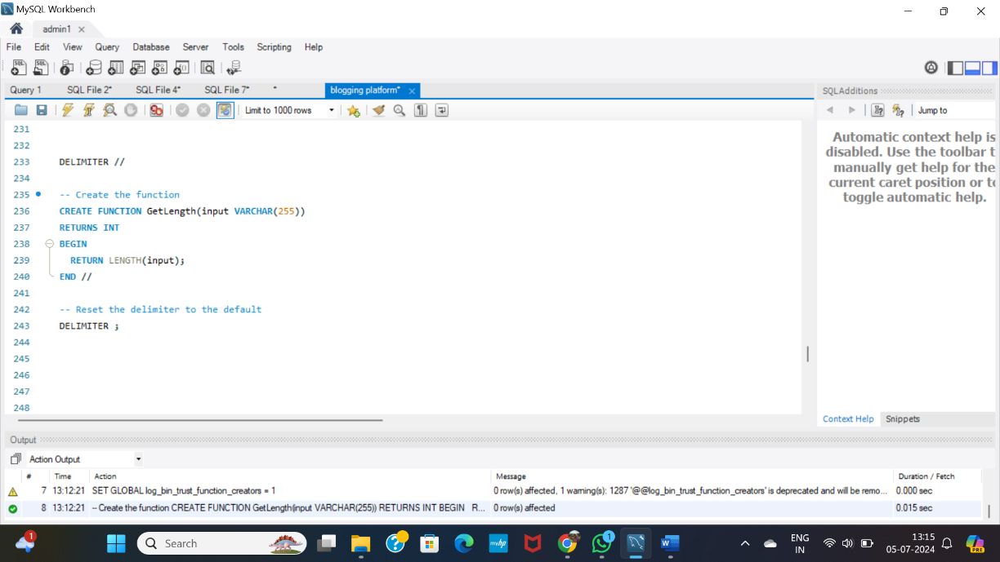 MySQL Workbench
admin1
File Edit View Query Database Server Tools Scripting Help
Query 1 SQL File 2* SQL File 4* SQL File 7* * blogging platform*
SQLAdditions
Limit to 1000 rows
Jump to
231
232
233 DELIMITER //
234
235 -- Create the function
236 CREATE FUNCTION GetLength(input VARCHAR(255))
237 RETURNS INT
238 BEGIN
239 RETURN LENGTH(input);
240 END //
241
242 -- Reset the delimiter to the default
243 DELIMITER ;
244
245
246
247
248
Automatic context help is
disabled. Use the toolbar t
manually get help for the
current caret position or to
toggle automatic help.
Context Help Snippets
Output
Action Output
# Time Action Message Duration / Fetch
7 13:12:21 SET GLOBAL log_bin_trust_function_creators = 1 0 row(s) affected, 1 warning(s): 1287 '@@log_bin_trust_function_creators' is deprecated and will be remo... 0.000 sec
8 13:12:21 -- Create the function CREATE FUNCTION GetLength(input VARCHAR(255)) RETURNS INT BEGIN R... 0 row(s) affected 0.015 sec
1
Search
myhp
1
W
ENG
IN
13:15
05-07-2024
PRE